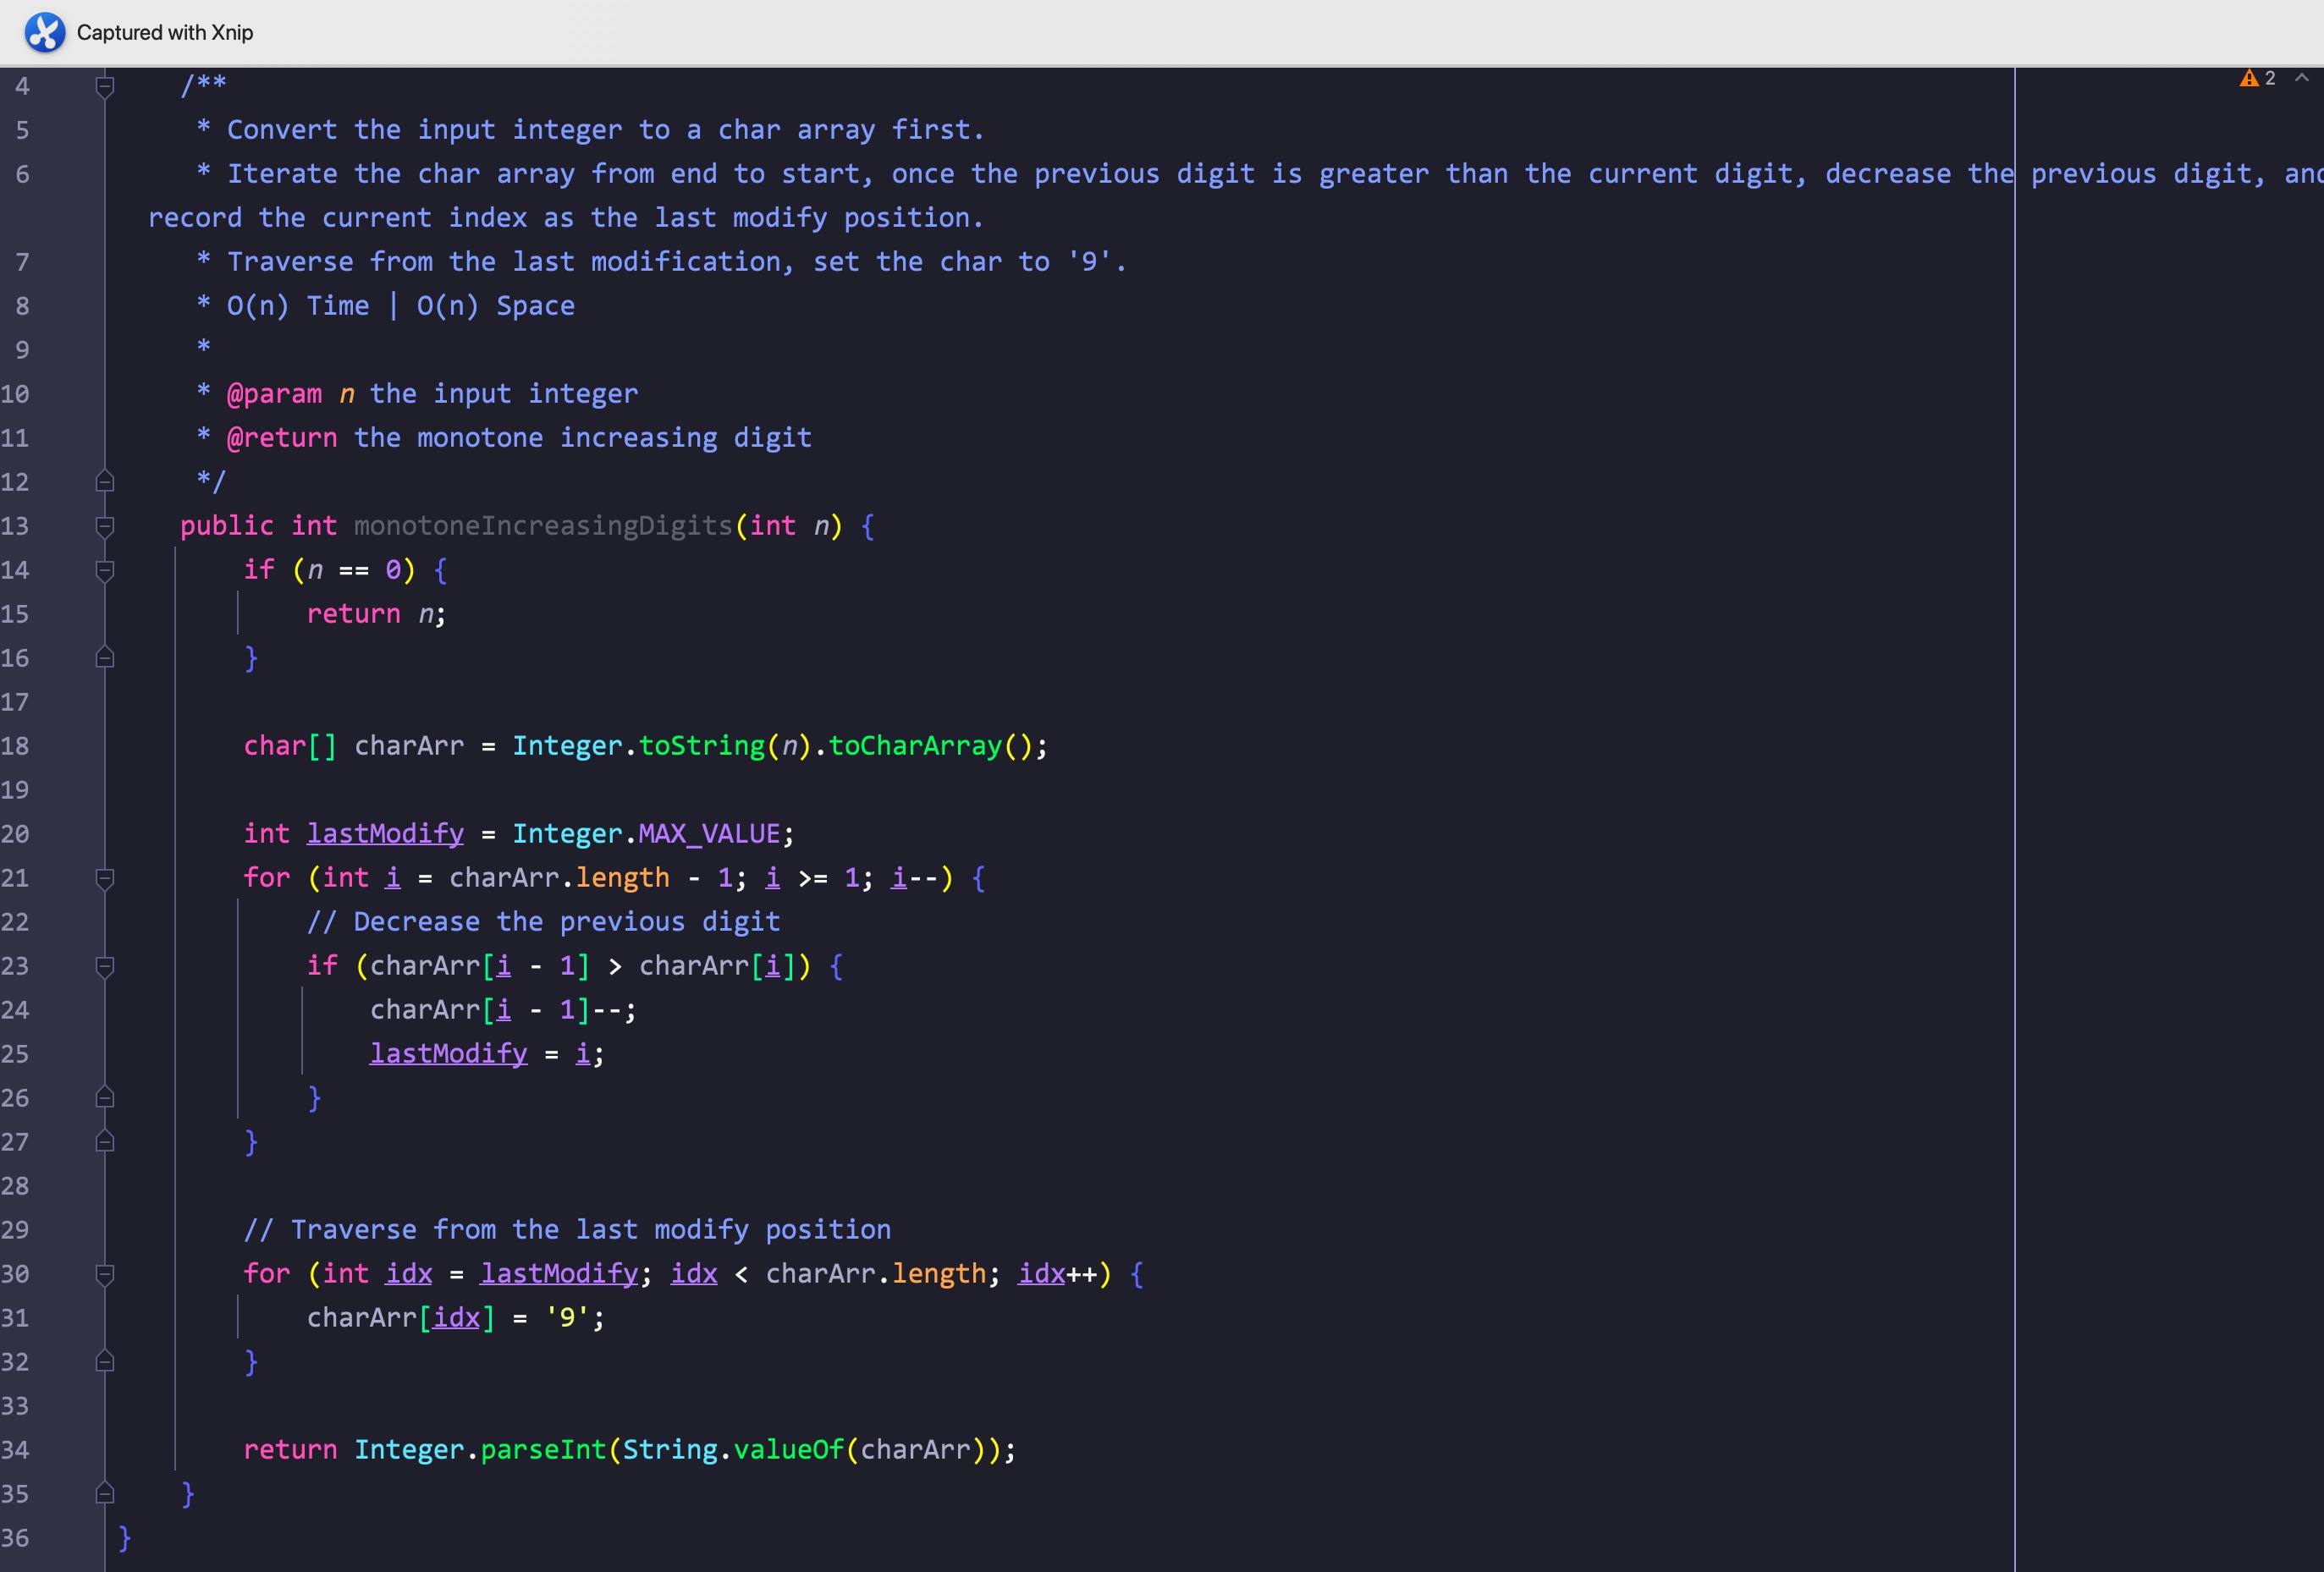 Captured with Xnip
2
4 /**
5 * Convert the input integer to a char array first.
6 * Iterate the char array from end to start, once the previous digit is greater than the current digit, decrease the previous digit, and
record the current index as the last modify position.
7 * Traverse from the last modification, set the char to '9'.
8 * O(n) Time | O(n) Space
9 *
10 * @param n the input integer
11 * @return the monotone increasing digit
12 */
13 public int monotoneIncreasingDigits(int n) {
14 if (n == 0) {
15 return n;
16 }
17
18 char[] charArr = Integer.toString(n).toCharArray();
19
20 int lastModify = Integer.MAX_VALUE;
21 for (int i = charArr.length - 1; i >= 1; i--) {
22 // Decrease the previous digit
23 if (charArr[i - 1] > charArr[i]) {
24 charArr[i - 1]--;
25 lastModify = i;
26 }
27 }
28
29 // Traverse from the last modify position
30 for (int idx = lastModify; idx < charArr.length; idx++) {
31 charArr[idx] = '9';
32 }
33
34 return Integer.parseInt(String.valueOf(charArr));
35 }
36 }